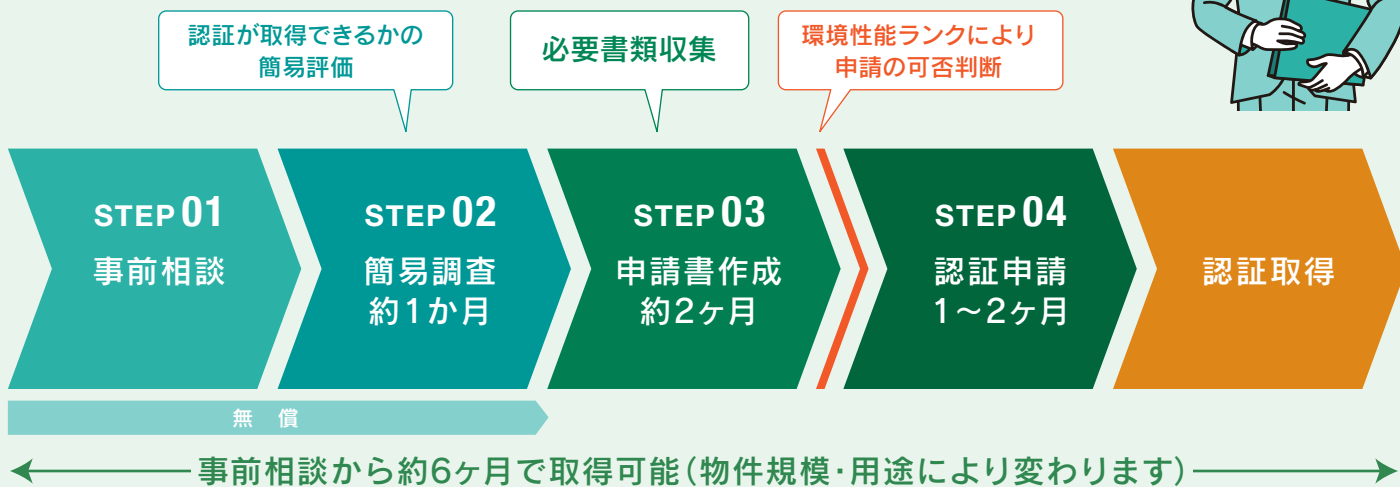 認証が取得できるかの
簡易評価
必要書類収集
環境性能ランクにより
申請の可否判断
STEP 01
事前相談
STEP 02
簡易調査
約1か月
STEP 03
申請書作成
約2ヶ月
STEP 04
認証申請
1〜2ヶ月
認証取得
無 償
事前相談から約6ヶ月で取得可能(物件規模・用途により変わります)